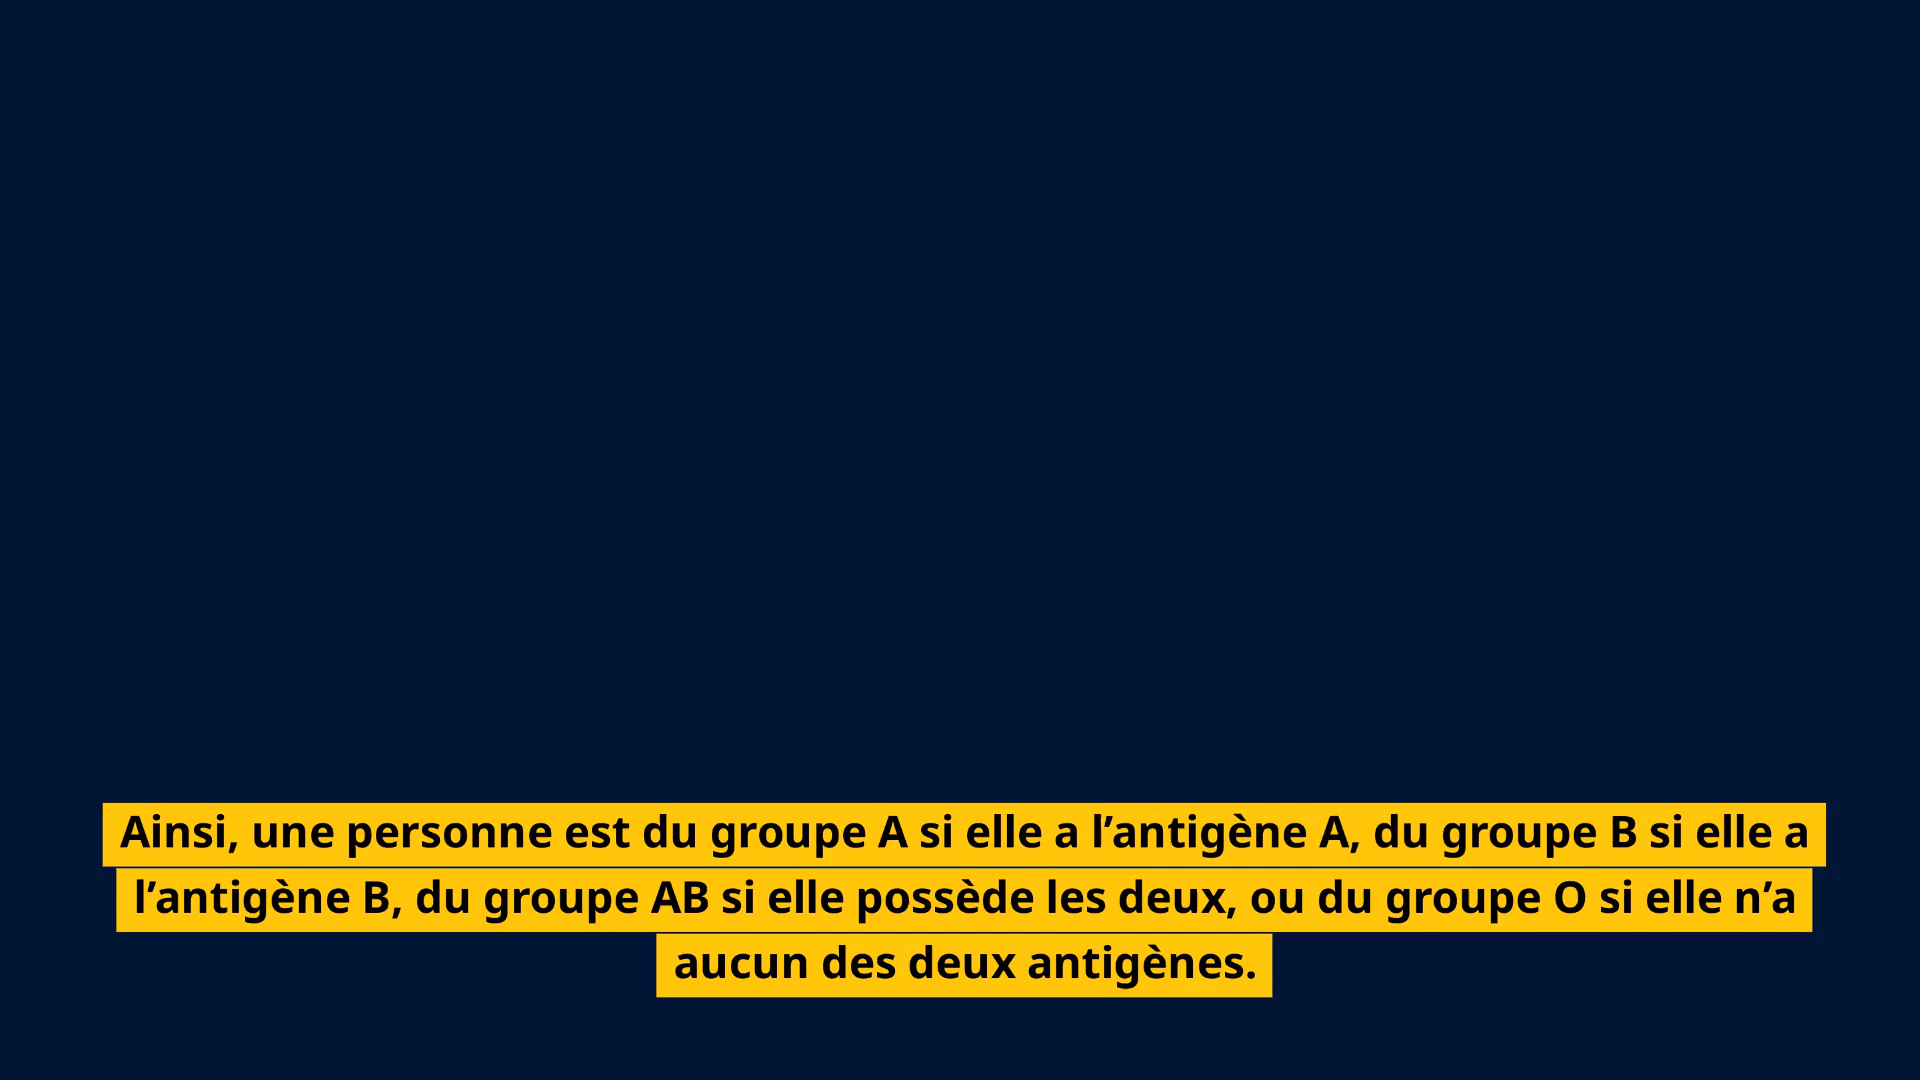 Ainsi, une personne est du groupe A si elle a l’antigène A, du groupe B si elle a
l’antigène B, du groupe AB si elle possède les deux, ou du groupe O si elle n’a
aucun des deux antigènes.